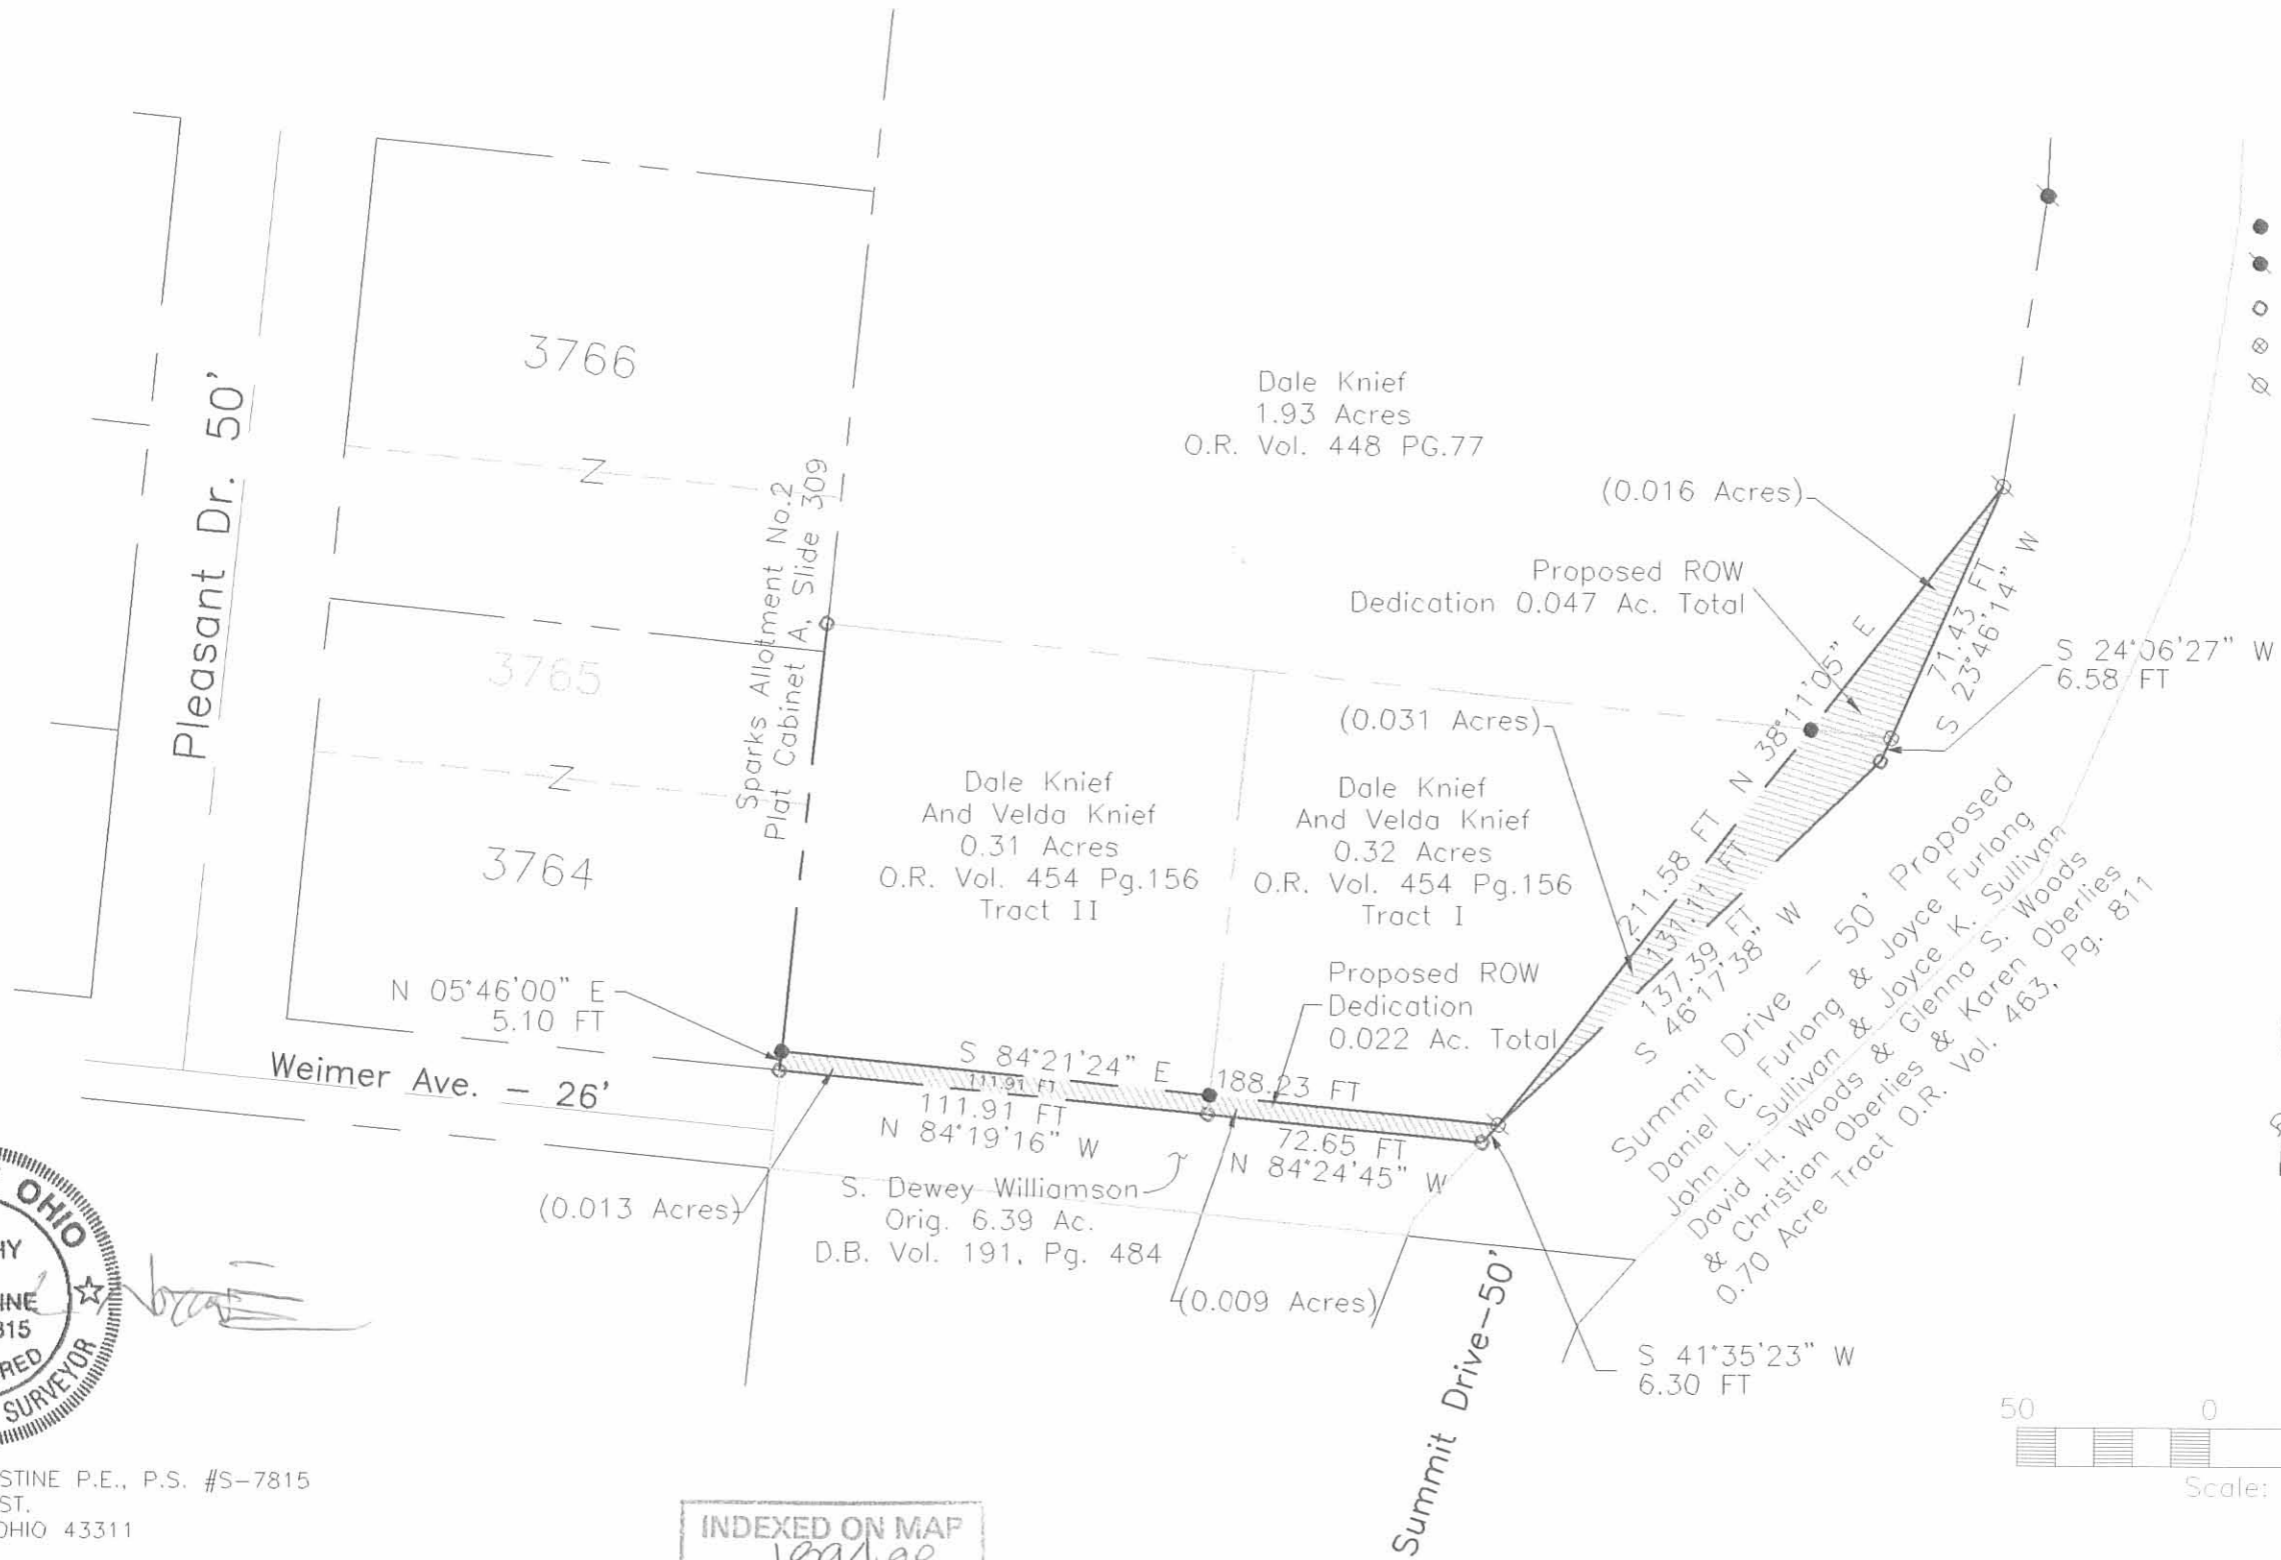 Pleasant Dr. 50'
3766
Z
3765
Z
3764
Sparks Allotment No.2
Plat Cabinet A, Slide 309
Dale Knief
1.93 Acres
O.R. Vol. 448 PG.77
(0.016 Acres)
Proposed ROW
Dedication 0.047 Ac. Total
N 38°11'05" E
211.58 FT
131.11 FT
71.43 FT
S 23°46'14" W
S 24°06'27" W
6.58 FT
(0.031 Acres)
137.39 FT
S 46°17'38" W
Dale Knief
And Velda Knief
0.31 Acres
O.R. Vol. 454 Pg.156
Tract II
Dale Knief
And Velda Knief
0.32 Acres
O.R. Vol. 454 Pg.156
Tract I
Proposed ROW
Dedication
0.022 Ac. Total
N 05°46'00" E
5.10 FT
Weimer Ave. - 26'
S 84°21'24" E
188.23 FT
111.91 FT
111.91 FT
N 84°19'16" W
72.65 FT
N 84°24'45" W
(0.013 Acres)
S. Dewey Williamson
Orig. 6.39 Ac.
D.B. Vol. 191, Pg. 484
(0.009 Acres)
Summit Drive - 50' Proposed
Daniel C. Furlong & Joyce Furlong
John L. Sullivan & Joyce K. Sullivan
David H. Woods & Glenna S. Woods
& Christian Oberlies & Karen Oberlies
0.70 Acre Tract O.R. Vol. 463, Pg. 811
S 41°35'23" W
6.30 FT
Summit Drive-50'
OHIO
HY
INE
815
RED
SURVEYOR
STINE P.E., P.S. #S-7815
ST.
OHIO 43311
INDEXED ON MAP
50 0
Scale: